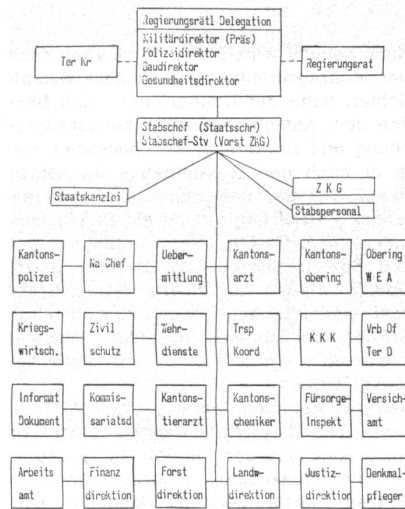 Regierungsrätl Delegation
Militärdirektor (Präs)
Polizeidirektor
Baudirektor
Gesundheitsdirektor
Ter Kr
Regierungsrat
Stabschef (Staatsschr)
Stabschef-Stv (Vorst ZKG)
Staatskanzlei
Z K G
Stabspersonal
Kantons-
polizei
Na Chef
Ueber-
mittlung
Kantons-
arzt
Kantons-
obering
Obering
W E A
Kriegs-
wirtsch.
Zivil
schutz
Wehr-
dienste
Trsp
Koord
K K K
Vrb Of
Ter D
Informat
Dokument
Kommis-
sariatsd
Kantons-
tierarzt
Kantons-
chemiker
Fürsorge-
Inspekt
Versich-
amt
Arbeits
amt
Finanz
direktion
Forst
direktion
Landw-
direktion
Justiz-
direktion
Denkmal-
pfleger